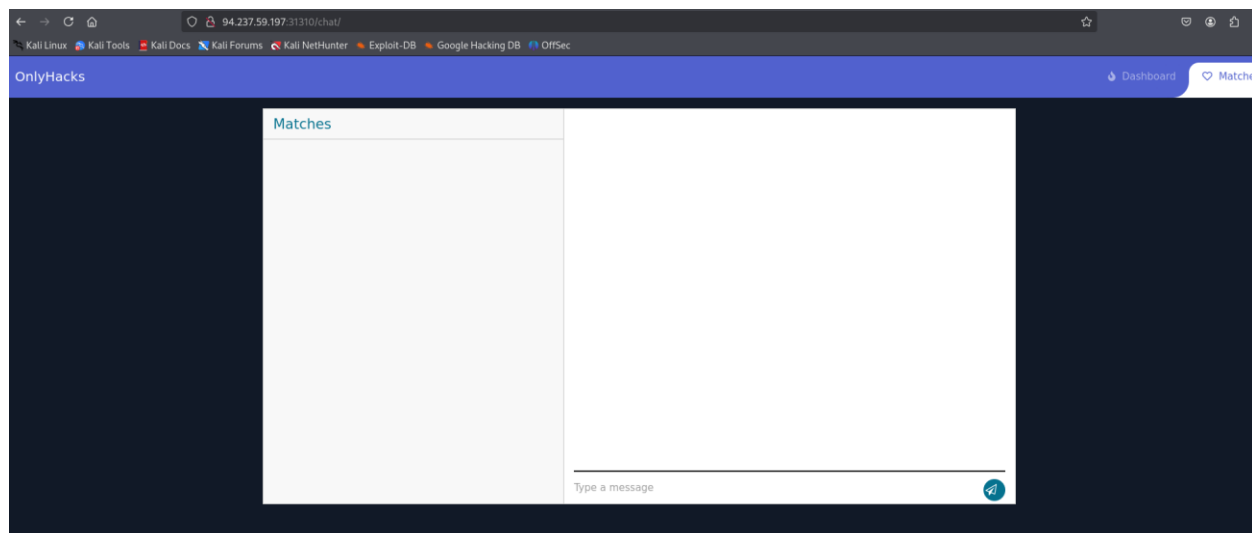 94.237.59.197:31310/chat/
Kali Linux Kali Tools Kali Docs Kali Forums Kali NetHunter Exploit-DB Google Hacking DB OffSec
OnlyHacks Dashboard Matche
Matches
Type a message